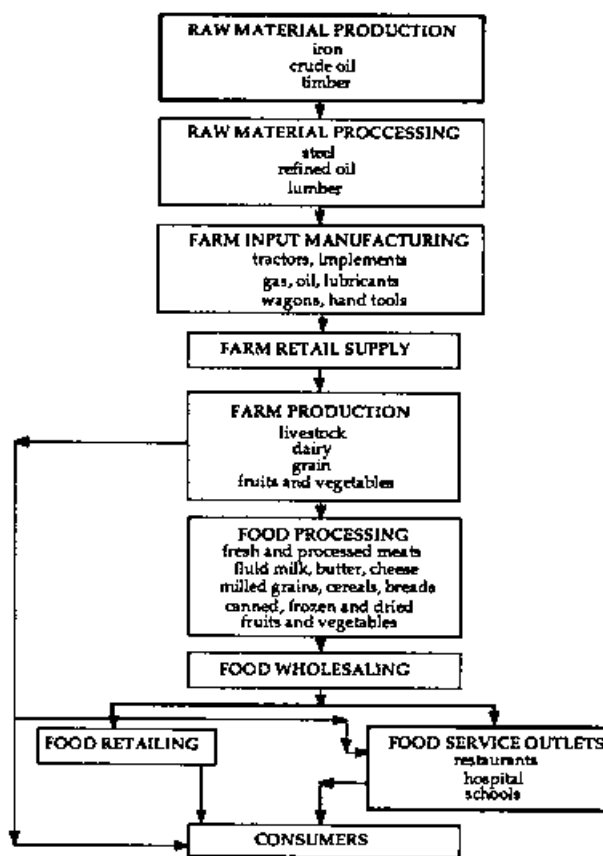 RAW MATERIAL PRODUCTION
iron
crude oil
timber
RAW MATERIAL PROCCESSING
steel
refined oil
lumber
FARM INPUT MANUFACTURING
tractors, implements
gas, oil, lubricants
wagons, hand tools
FARM RETAIL SUPPLY
FARM PRODUCTION
livestock
dairy
grain
fruits and vegetables
FOOD PROCESSING
fresh and processed meats
fluid milk, butter, cheese
milled grains, cereals, breads
canned, frozen and dried
fruits and vegetables
FOOD WHOLESALING
FOOD RETAILING
FOOD SERVICE OUTLETS
restaurants
hospital
schools
CONSUMERS